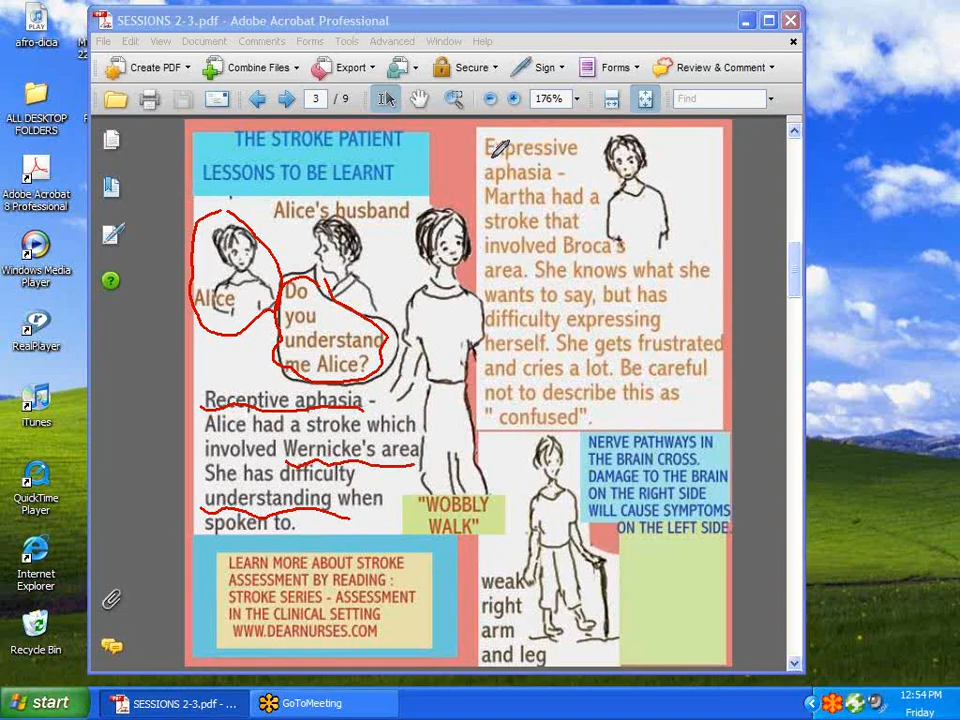 SESSIONS 2-3.pdf - Adobe Acrobat Professional
File Edit View Document Comments Forms Tools Advanced Window Help
Create PDF Combine Files Export Secure Sign Forms Review & Comment
3 / 9 176% Find
PLAY
afro-dicia
ALL DESKTOP
FOLDERS
Adobe Acrobat
8 Professional
Windows Media
Player
RealPlayer
iTunes
QuickTime
Player
Internet
Explorer
Recycle Bin
THE STROKE PATIENT
LESSONS TO BE LEARNT
Alice's husband
Alice
Do
you
understand
me Alice?
Receptive aphasia -
Alice had a stroke which
involved Wernicke's area
She has difficulty
understanding when
spoken to.
"WOBBLY
WALK"
LEARN MORE ABOUT STROKE
ASSESSMENT BY READING :
STROKE SERIES - ASSESSMENT
IN THE CLINICAL SETTING
WWW.DEARNURSES.COM
Expressive
aphasia -
Martha had a
stroke that
involved Broca's
area. She knows what she
wants to say, but has
difficulty expressing
herself. She gets frustrated
and cries a lot. Be careful
not to describe this as
" confused".
NERVE PATHWAYS IN
THE BRAIN CROSS.
DAMAGE TO THE BRAIN
ON THE RIGHT SIDE
WILL CAUSE SYMPTOMS
ON THE LEFT SIDE.
weak
right
arm
and leg
start
SESSIONS 2-3.pdf - ...
GoToMeeting
12:54 PM
Friday